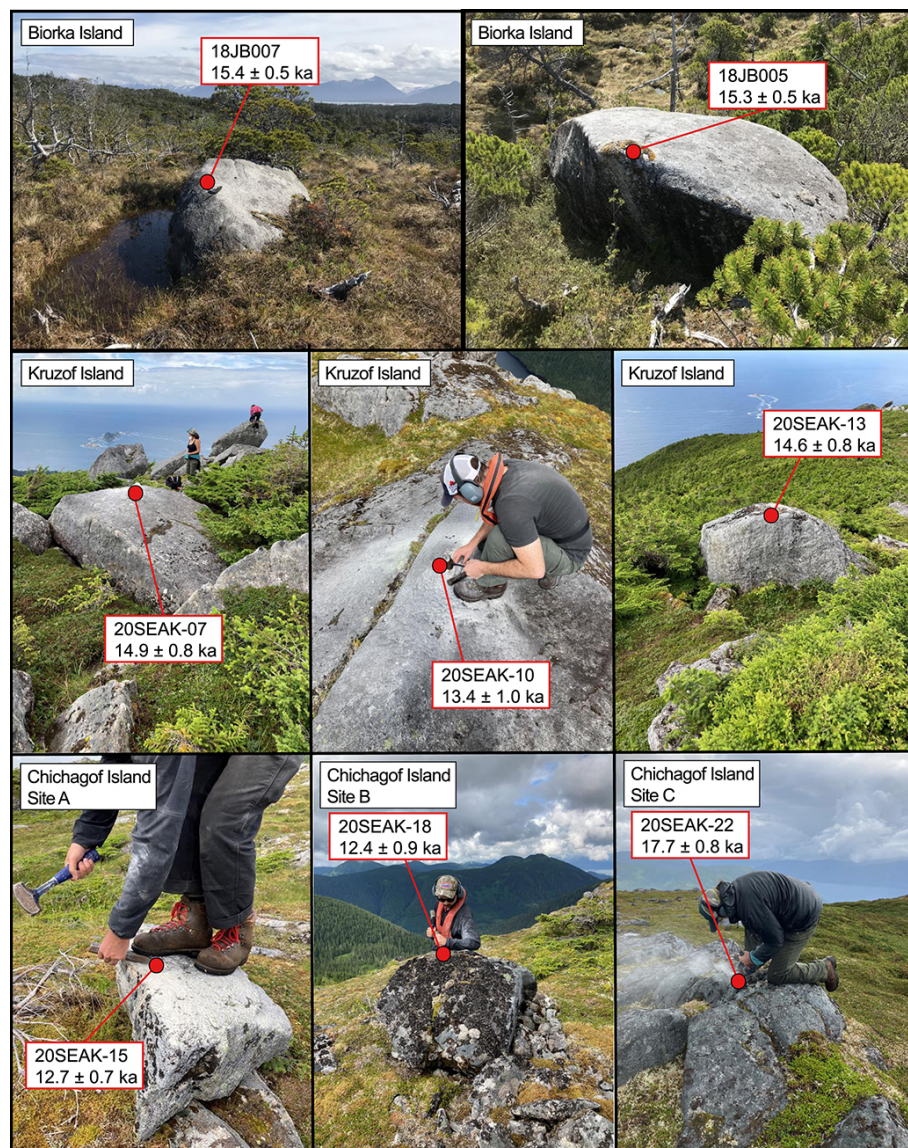 Biorka Island
18JB007
15.4 ± 0.5 ka
Biorka Island
18JB005
15.3 ± 0.5 ka
Kruzof Island
20SEAK-07
14.9 ± 0.8 ka
Kruzof Island
20SEAK-10
13.4 ± 1.0 ka
Kruzof Island
20SEAK-13
14.6 ± 0.8 ka
Chichagof Island
Site A
20SEAK-15
12.7 ± 0.7 ka
Chichagof Island
Site B
20SEAK-18
12.4 ± 0.9 ka
Chichagof Island
Site C
20SEAK-22
17.7 ± 0.8 ka